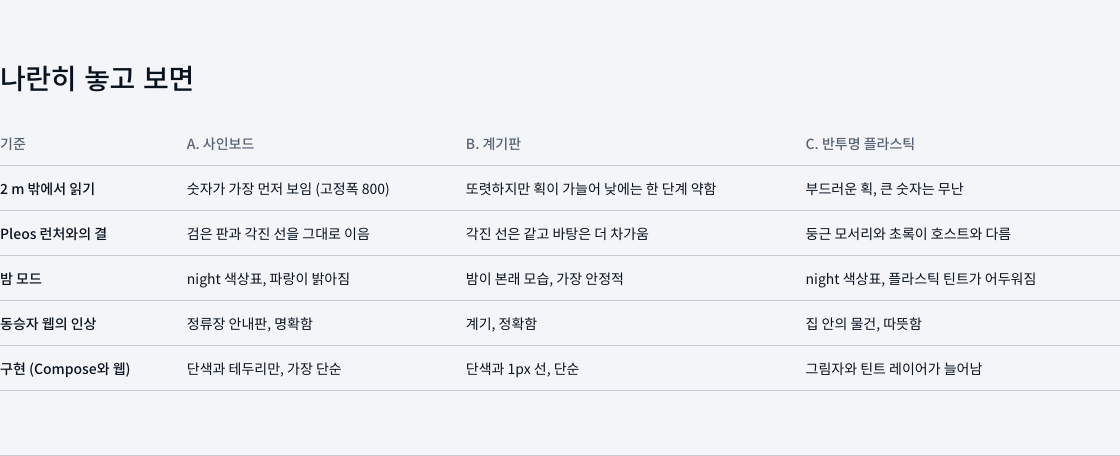 나란히 놓고 보면
기준 A. 사인보드 B. 계기판 C. 반투명 플라스틱
2 m 밖에서 읽기 숫자가 가장 먼저 보임 (고정폭 800) 또렷하지만 획이 가늘어 낮에는 한 단계 약함 부드러운 획, 큰 숫자는 무난
Pleos 런처와의 결 검은 판과 각진 선을 그대로 이음 각진 선은 같고 바탕은 더 차가움 둥근 모서리와 초록이 호스트와 다름
밤 모드 night 색상표, 파랑이 밝아짐 밤이 본래 모습, 가장 안정적 night 색상표, 플라스틱 틴트가 어두워짐
동승자 웹의 인상 정류장 안내판, 명확함 계기, 정확함 집 안의 물건, 따뜻함
구현 (Compose와 웹) 단색과 테두리만, 가장 단순 단색과 1px 선, 단순 그림자와 틴트 레이어가 늘어남